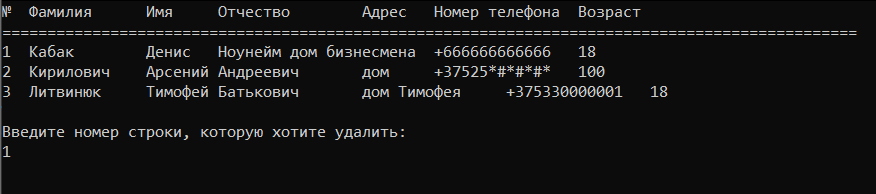 № Фамилия Имя Отчество Адрес Номер телефона Возраст
===============================================================================================
1 Кабак Денис Ноунейм дом бизнесмена +666666666666 18
2 Кирилович Арсений Андреевич дом +37525*#*#*#* 100
3 Литвинюк Тимофей Батькович дом Тимофея +375330000001 18
Введите номер строки, которую хотите удалить:
1